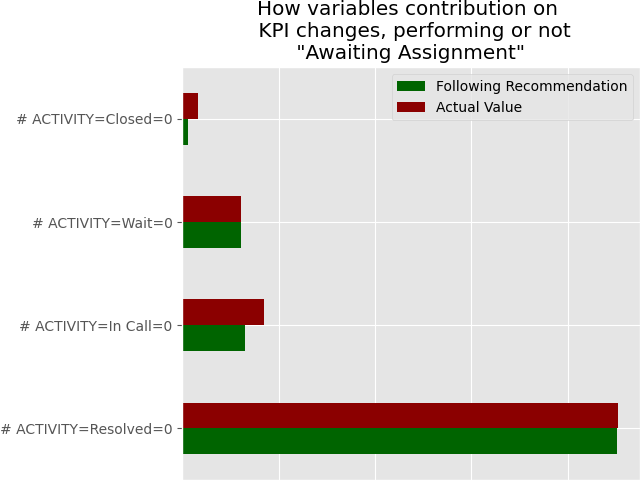 How variables contribution on
KPI changes, performing or not
"Awaiting Assignment"
Following Recommendation
Actual Value
# ACTIVITY=Closed=0
# ACTIVITY=Wait=0
# ACTIVITY=In Call=0
# ACTIVITY=Resolved=0